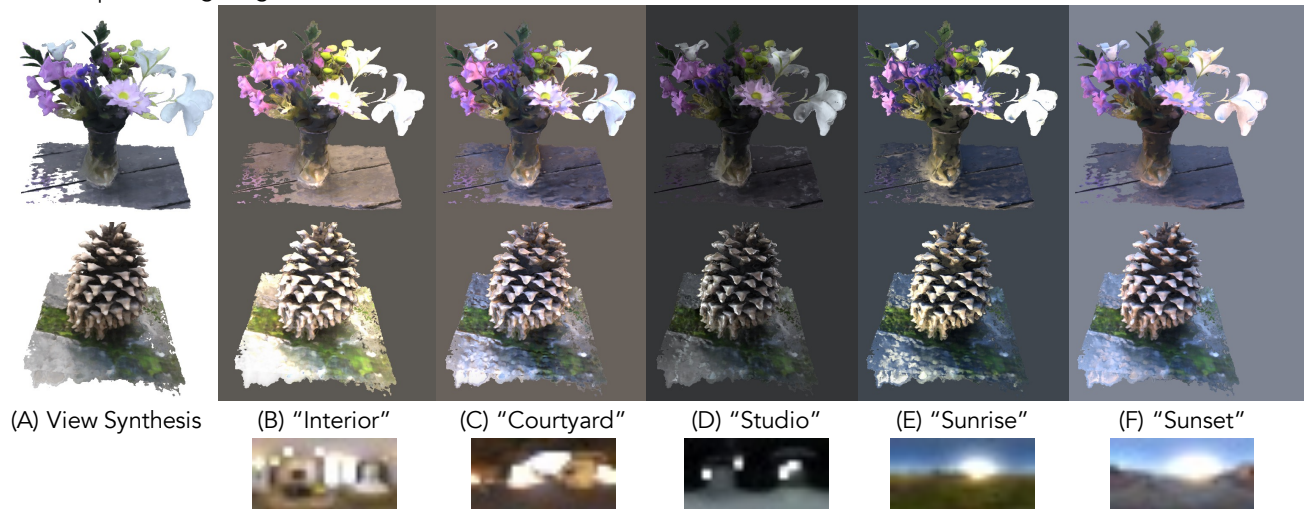 (A) View Synthesis
(B) “Interior”
(C) “Courtyard”
(D) “Studio”
(E) “Sunrise”
(F) “Sunset”